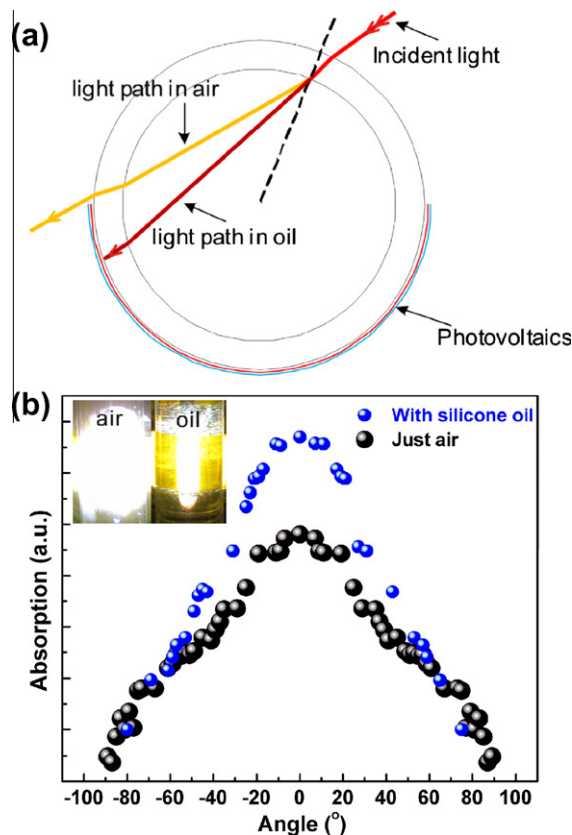 (a)
Incident light
light path in air
light path in oil
Photovoltaics
(b)
air
oil
With silicone oil
Just air
Absorption (a.u.)
-100 -80 -60 -40 -20 0 20 40 60 80 100
Angle (°)